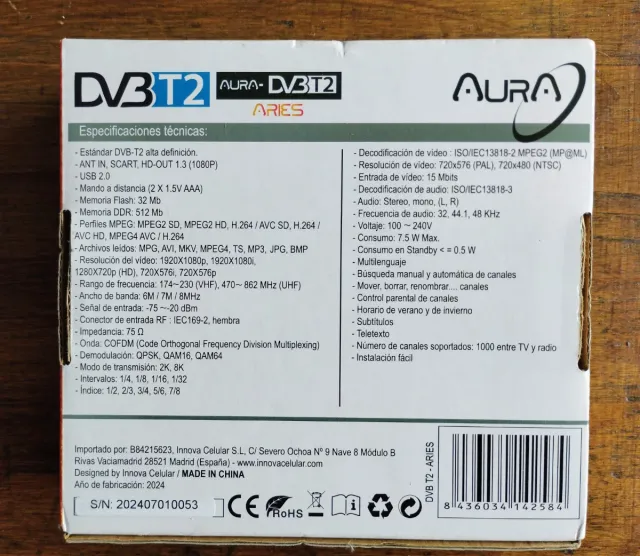 DVB T2 AURA- DVB T2 AURA
ARIES
Especificaciones técnicas:
- Estándar DVB-T2 alta definición.
- ANT IN, SCART, HD-OUT 1.3 (1080P)
- USB 2.0
- Mando a distancia (2 X 1.5V AAA)
- Memoria Flash: 32 Mb
- Memoria DDR: 512 Mb
- Perfiles MPEG: MPEG2 SD, MPEG2 HD, H.264 / AVC SD, H.264 /
AVC HD, MPEG4 AVC / H.264
- Archivos leídos: MPG, AVI, MKV, MPEG4, TS, MP3, JPG, BMP
- Resolución del vídeo: 1920X1080p, 1920X1080i,
1280X720p (HD), 720X576i, 720X576p
- Rango de frecuencia: 174~230 (VHF), 470~ 862 MHz (UHF)
- Ancho de banda: 6M / 7M / 8MHz
- Señal de entrada: -75 ~-20 dBm
- Conector de entrada RF : IEC169-2, hembra
- Impedancia: 75 Ω
- Onda: COFDM (Code Orthogonal Frequency Division Multiplexing)
- Demodulación: QPSK, QAM16, QAM64
- Modo de transmisión: 2K, 8K
- Intervalos: 1/4, 1/8, 1/16, 1/32
- Índice: 1/2, 2/3, 3/4, 5/6, 7/8
- Decodificación de vídeo : ISO/IEC13818-2 MPEG2 (MP@ML)
- Resolución de vídeo: 720x576 (PAL), 720x480 (NTSC)
- Entrada de vídeo: 15 Mbits
- Decodificación de audio: ISO/IEC13818-3
- Audio: Stereo, mono, (L, R)
- Frecuencia de audio: 32, 44.1, 48 KHz
- Voltaje: 100 ~ 240V
- Consumo: 7.5 W Max.
- Consumo en Standby < = 0.5 W
- Multilenguaje
- Búsqueda manual y automática de canales
- Mover, borrar, renombrar.... canales
- Control parental de canales
- Horario de verano y de invierno
- Subtítulos
- Teletexto
- Número de canales soportados: 1000 entre TV y radio
- Instalación fácil
Importado por: B84215623, Innova Celular S.L, C/ Severo Ochoa Nº 9 Nave 8 Módulo B
Rivas Vaciamadrid 28521 Madrid (España) - www.innovacelular.com
Designed by Innova Celular / MADE IN CHINA
Año de fabricación: 2024
S/N: 202407010053
CE RoHS
DVB T2 - ARIES
8 436034 142584